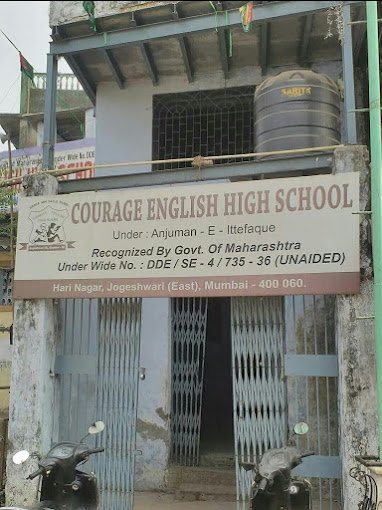 SARITA
COURAGE ENGLISH HIGH SCHOOL
Under : Anjuman - E - Ittefaque
Recognized By Govt. Of Maharashtra
Under Wide No. : DDE / SE - 4 / 735 - 36 (UNAIDED)
Hari Nagar, Jogeshwari (East), Mumbai - 400 060.